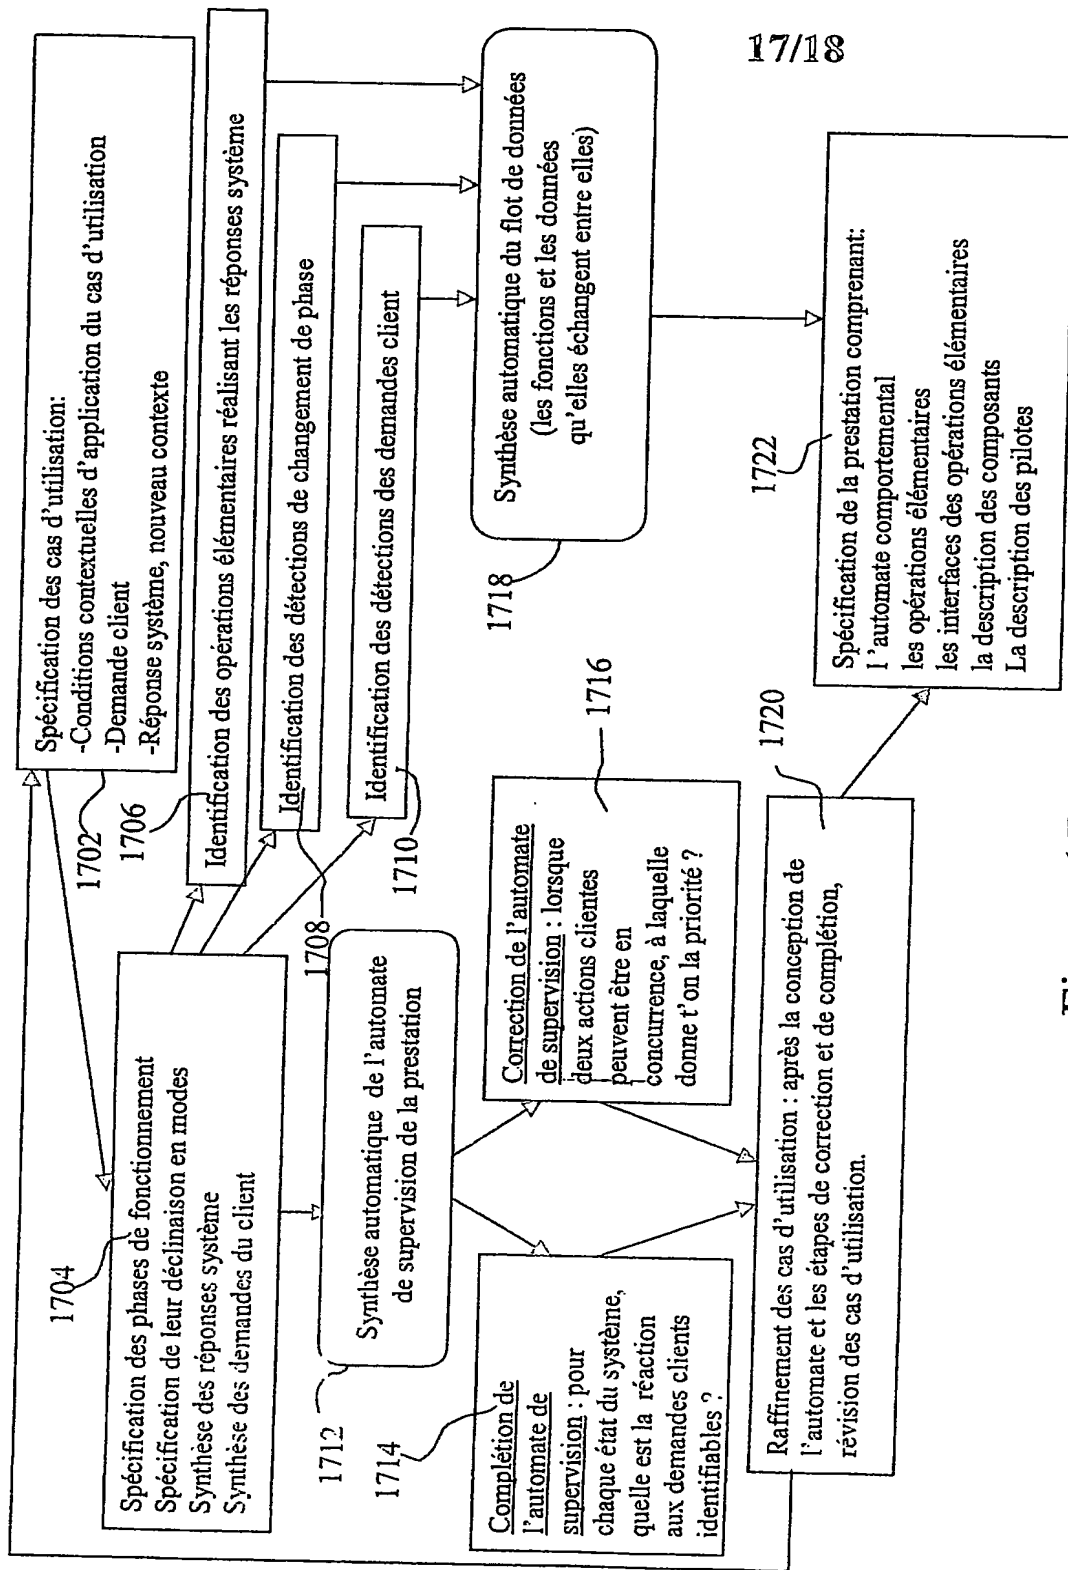 17/18
Spécification des cas d'utilisation:
-Conditions contextuelles d'application du cas d'utilisation
-Demande client
-Réponse système, nouveau contexte
1702
1706
Identification des opérations élémentaires réalisant les réponses système
Identification des détections de changement de phase
1708
Identification des détections des demandes client
1710
1704
Spécification des phases de fonctionnement
Spécification de leur déclinaison en modes
Synthèse des réponses système
Synthèse des demandes du client
Synthèse automatique de l'automate
de supervision de la prestation
1712
1714
Complétion de
l'automate de
supervision : pour
chaque état du système,
quelle est la réaction
aux demandes clients
identifiables ?
Correction de l'automate
de supervision : lorsque
deux actions clientes
peuvent être en
concurrence, à laquelle
donne t'on la priorité ?
1716
Synthèse automatique du flot de données
(les fonctions et les données
qu'elles échangent entre elles)
1718
Raffinement des cas d'utilisation : après la conception de
l'automate et les étapes de correction et de complétion,
révision des cas d'utilisation.
1720
1722
Spécification de la prestation comprenant:
l'automate comportemental
les opérations élémentaires
les interfaces des opérations élémentaires
la description des composants
La description des pilotes